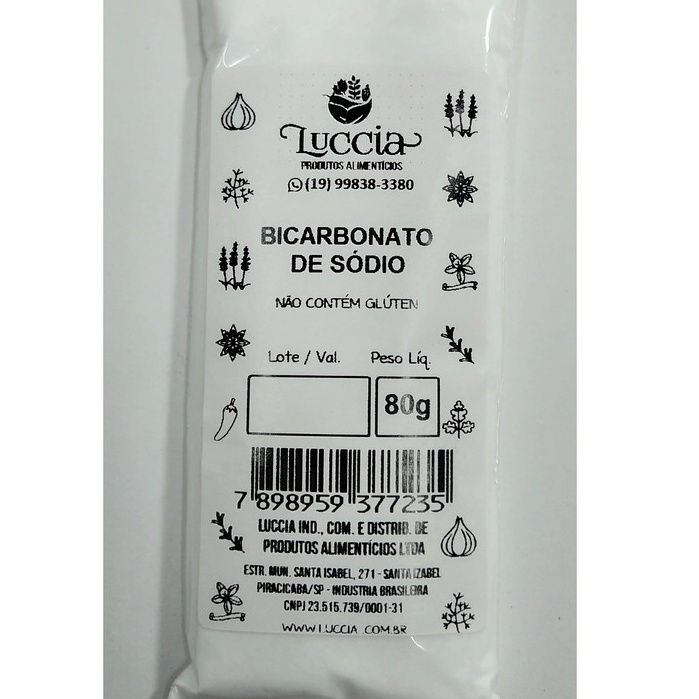 Luccia
PRODUTOS ALIMENTÍCIOS
(19) 99838-3380
BICARBONATO
DE SÓDIO
NÃO CONTÉM GLÚTEN
Lote / Val. Peso Líq.
80g
7 898959 377235
LUCCIA IND., COM. E DISTRIB. DE
PRODUTOS ALIMENTÍCIOS LTDA
ESTR. MUN. SANTA ISABEL, 271 - SANTA IZABEL
PIRACICABA/SP - INDUSTRIA BRASILEIRA
CNPJ 23.515.739/0001-31
WWW.LUCCIA.COM.BR